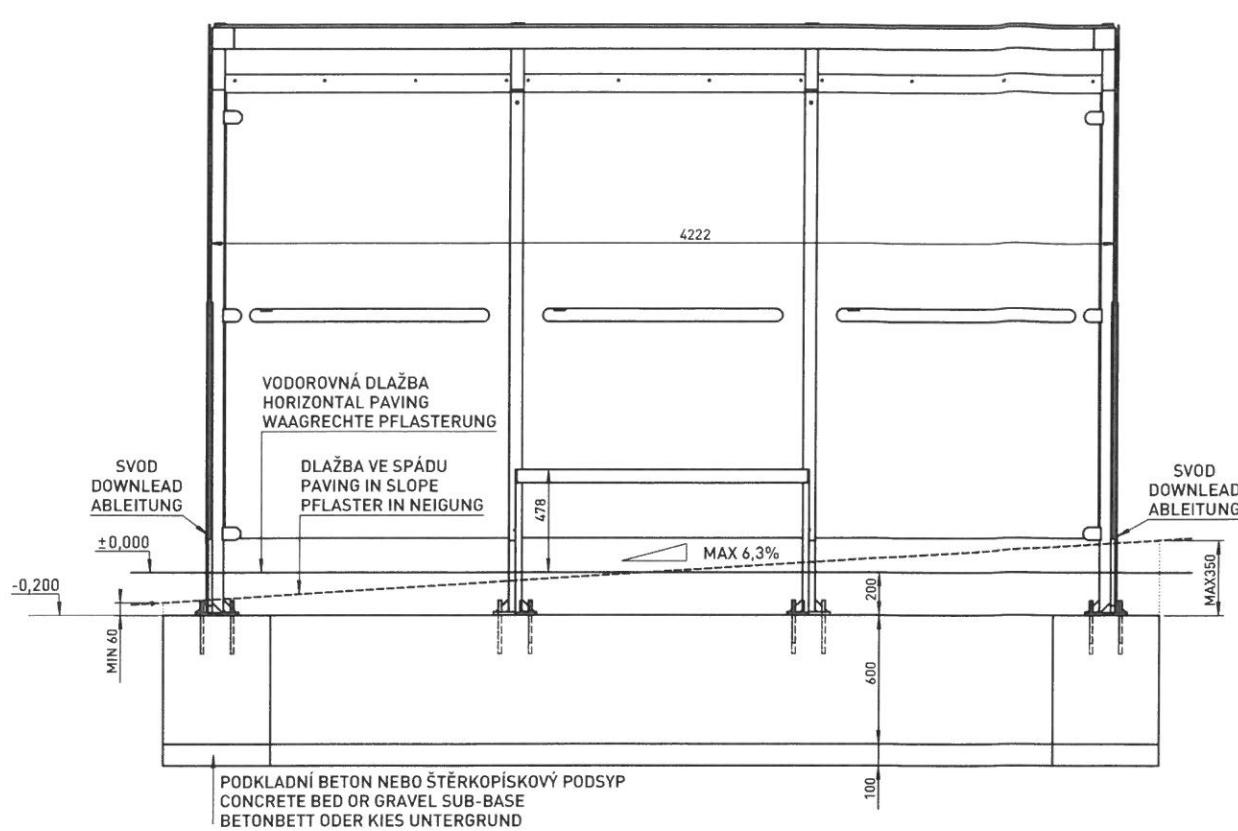 4222
VODOROVNÁ DLAŽBA
HORIZONTAL PAVING
WAAGRECHTE PFLASTERUNG
DLAŽBA VE SPÁDU
PAVING IN SLOPE
PFLASTER IN NEIGUNG
SVOD
DOWNLEAD
ABLEITUNG
SVOD
DOWNLEAD
ABLEITUNG
478
±0,000
MAX 6,3%
-0,200
200
MAX350
MIN 60
600
100
PODKLADNÍ BETON NEBO ŠTĚRKOPÍSKOVÝ PODSYP
CONCRETE BED OR GRAVEL SUB-BASE
BETONBETT ODER KIES UNTERGRUND